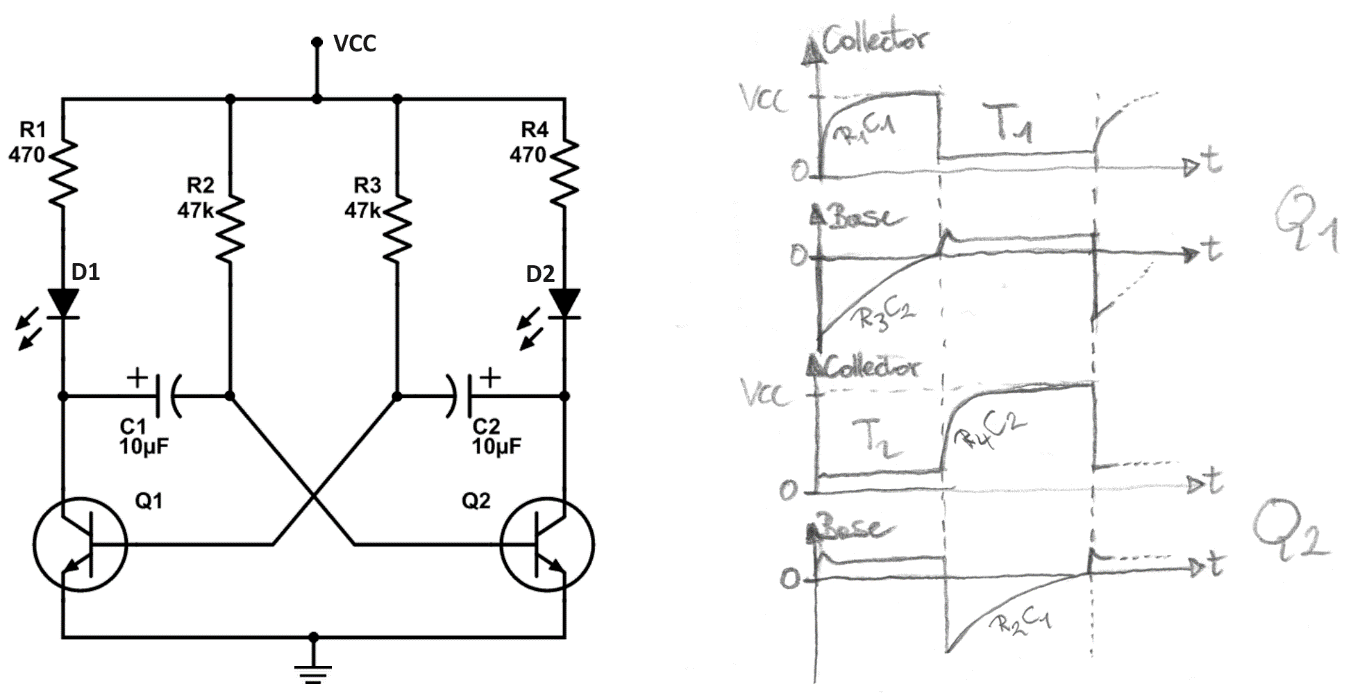 VCC
R1
470
R2
47k
R3
47k
R4
470
D1
D2
+
C1
10µF
+
C2
10µF
Q1
Q2
Collector
VCC
R1C1
T1
0
t
Base
0
t
R3C2
Q1
Collector
VCC
T2
R4C2
0
t
Base
0
t
R2C1
Q2